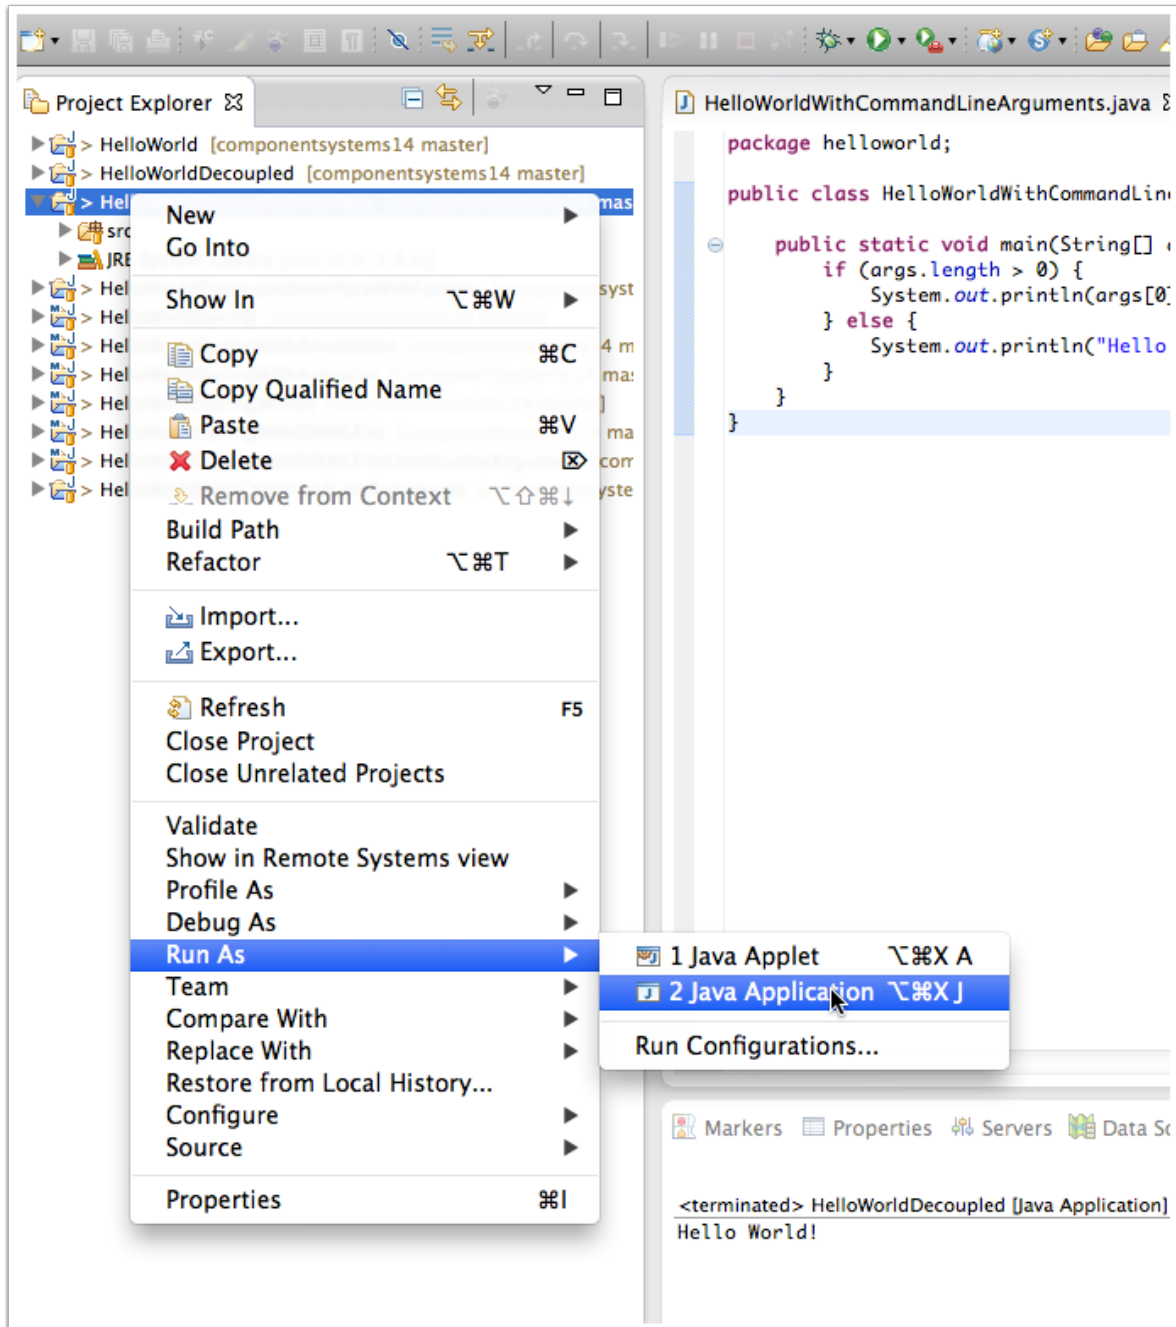 Project Explorer
> HelloWorld [componentsystems14 master]
> HelloWorldDecoupled [componentsystems14 master]
> Hel
mas
src
JRE
> Hel
syst
> Hel
> Hel
4 m
> Hel
mas
> Hel
]
> Hel
ma
> Hel
com
> Hel
yste
New
Go Into
Show In ⌥⌘W
Copy ⌘C
Copy Qualified Name
Paste ⌘V
Delete ⌦
Remove from Context ⌥⇧⌘↓
Build Path
Refactor ⌥⌘T
Import...
Export...
Refresh F5
Close Project
Close Unrelated Projects
Validate
Show in Remote Systems view
Profile As
Debug As
Run As
Team
Compare With
Replace With
Restore from Local History...
Configure
Source
Properties ⌘I
1 Java Applet ⌥⌘X A
2 Java Application ⌥⌘X J
Run Configurations...
HelloWorldWithCommandLineArguments.java
package helloworld;
public class HelloWorldWithCommandLin
public static void main(String[]
if (args.length > 0) {
System.out.println(args[0]
} else {
System.out.println("Hello
}
}
}
Markers Properties Servers Data So
<terminated> HelloWorldDecoupled [Java Application]
Hello World!